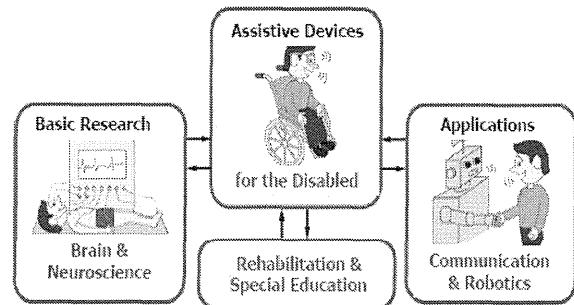 Assistive Devices
for the Disabled
Basic Research
Brain &
Neuroscience
Applications
Communication
& Robotics
Rehabilitation &
Special Education